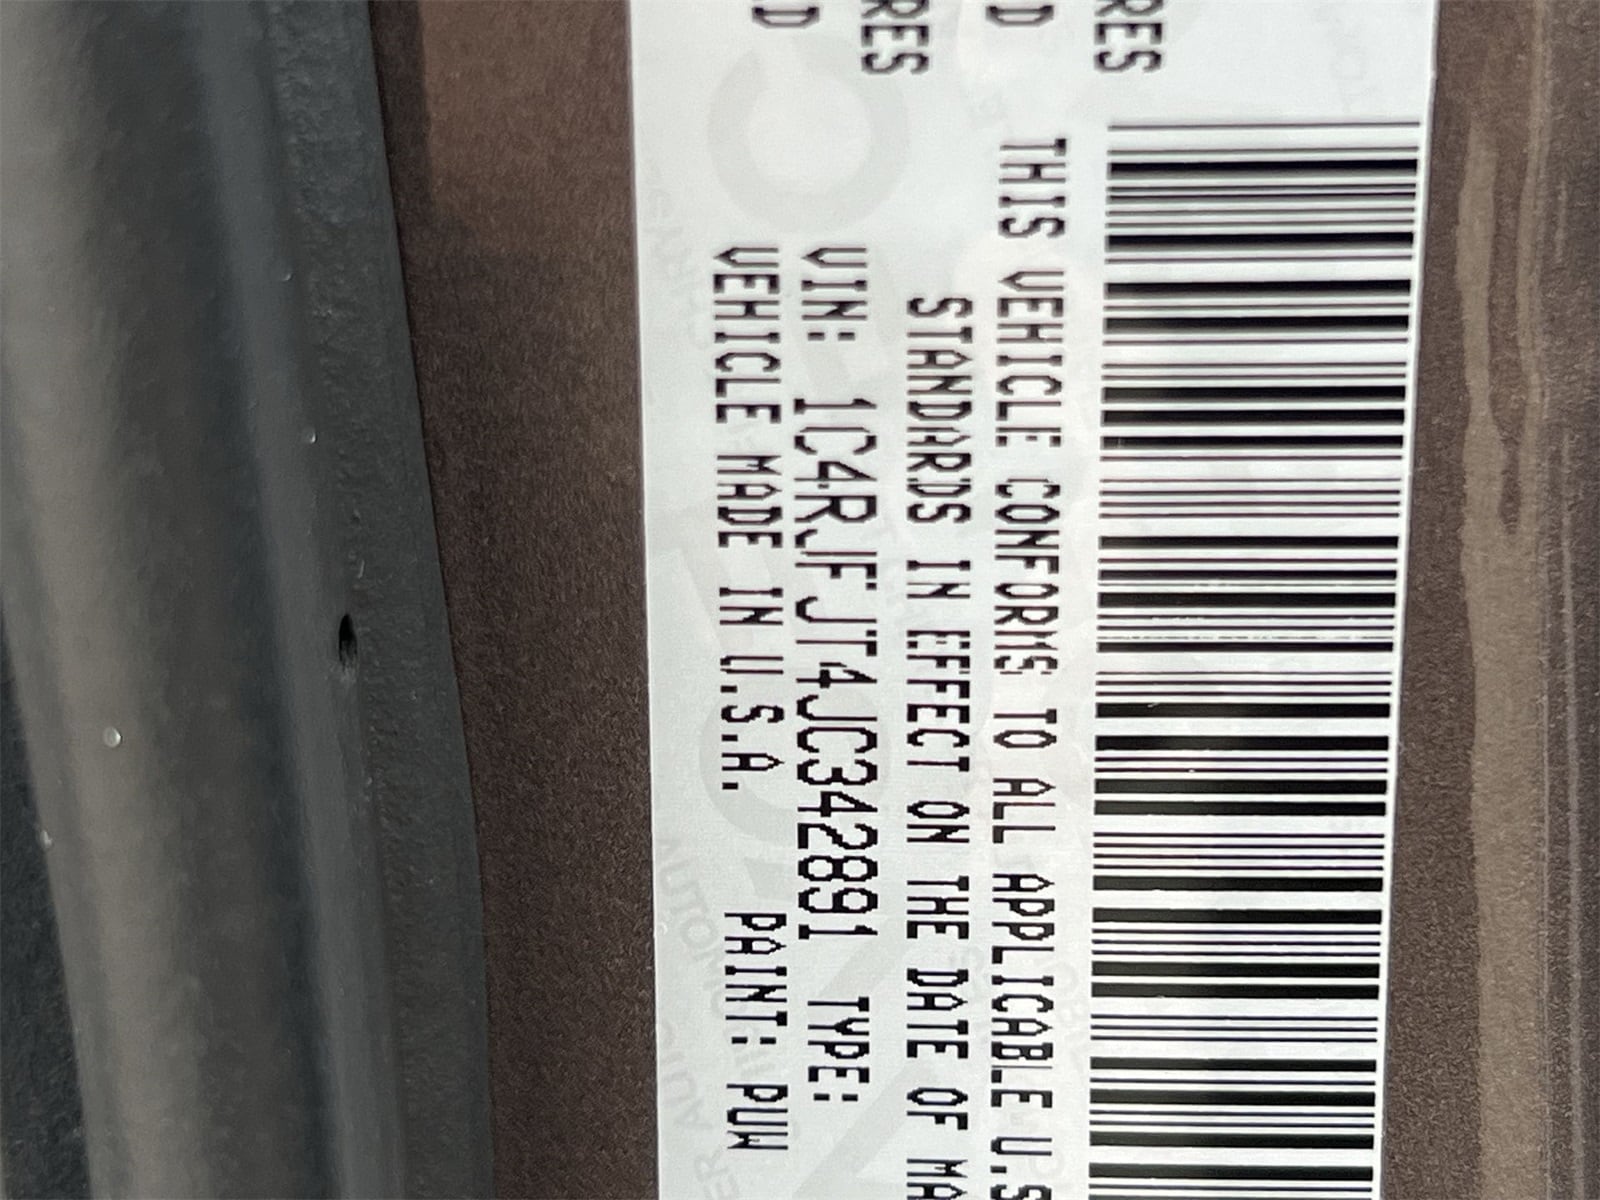 RES
D
THIS VEHICLE CONFORMS TO ALL APPLICABLE U.S
RES
STANDARDS IN EFFECT ON THE DATE OF MA
D
VIN: 1C4RJFJT4JC342891 TYPE:
VEHICLE MADE IN U.S.A. PAINT: PUW